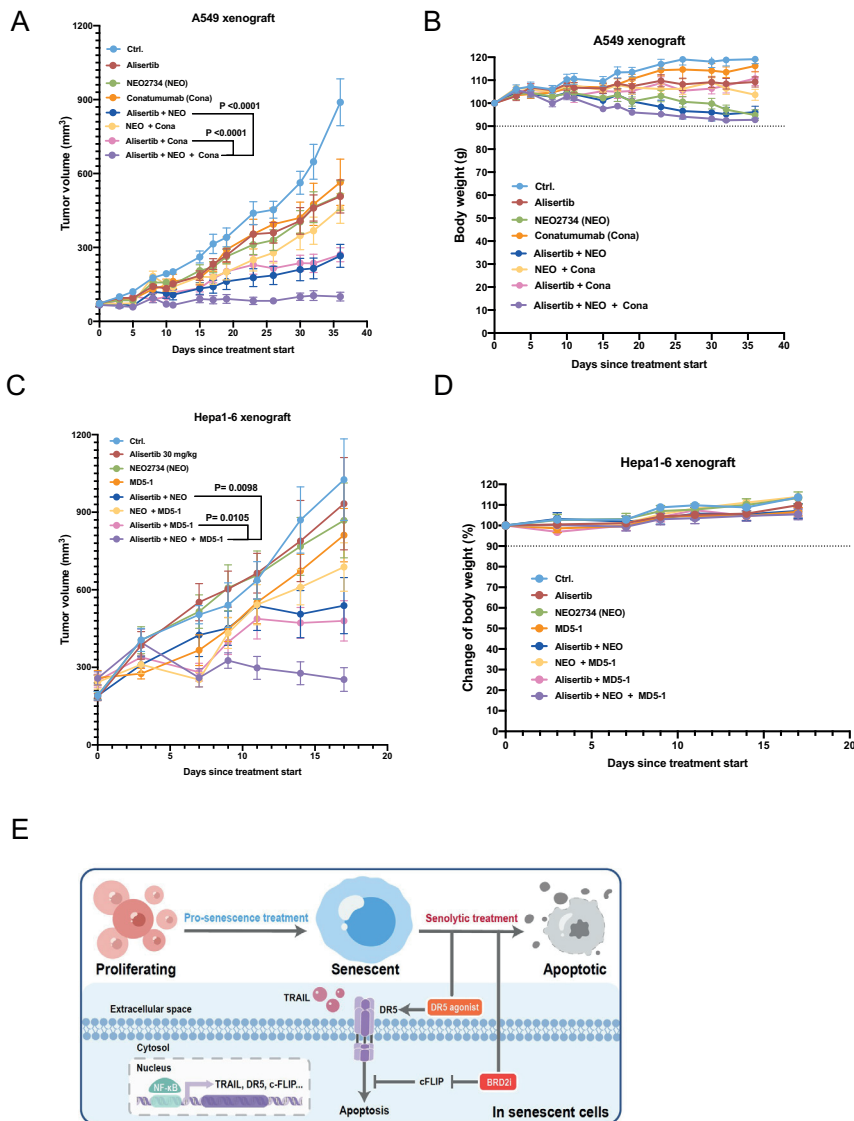 A
A549 xenograft
Tumor volume (mm3)
1200
900
600
300
0
0 5 10 15 20 25 30 35 40
Days since treatment start
Ctrl.
Alisertib
NEO2734 (NEO)
Conatumumab (Cona)
Alisertib + NEO
NEO + Cona
Alisertib + Cona
Alisertib + NEO + Cona
P <0.0001
P <0.0001
B
A549 xenograft
Body weight (g)
120
110
100
90
80
70
60
50
40
30
20
10
0
0 5 10 15 20 25 30 35 40
Days since treatment start
Ctrl.
Alisertib
NEO2734 (NEO)
Conatumumab (Cona)
Alisertib + NEO
NEO + Cona
Alisertib + Cona
Alisertib + NEO + Cona
C
Hepa1-6 xenograft
Tumor volume (mm3)
1200
900
600
300
0
0 5 10 15 20
Days since treatment start
Ctrl.
Alisertib 30 mg/kg
NEO2734 (NEO)
MD5-1
Alisertib + NEO
NEO + MD5-1
Alisertib + MD5-1
Alisertib + NEO + MD5-1
P= 0.0098
P= 0.0105
D
Hepa1-6 xenograft
Change of body weight (%)
120
110
100
90
80
70
60
50
40
30
20
10
0
0 5 10 15 20
Days since treatment start
Ctrl.
Alisertib
NEO2734 (NEO)
MD5-1
Alisertib + NEO
NEO + MD5-1
Alisertib + MD5-1
Alisertib + NEO + MD5-1
E
Pro-senescence treatment
Senolytic treatment
Proliferating
Senescent
Apoptotic
TRAIL
DR5
DR5 agonist
Extracellular space
Cytosol
Nucleus
NF-κB
TRAIL, DR5, c-FLIP...
cFLIP
BRD2i
Apoptosis
In senescent cells